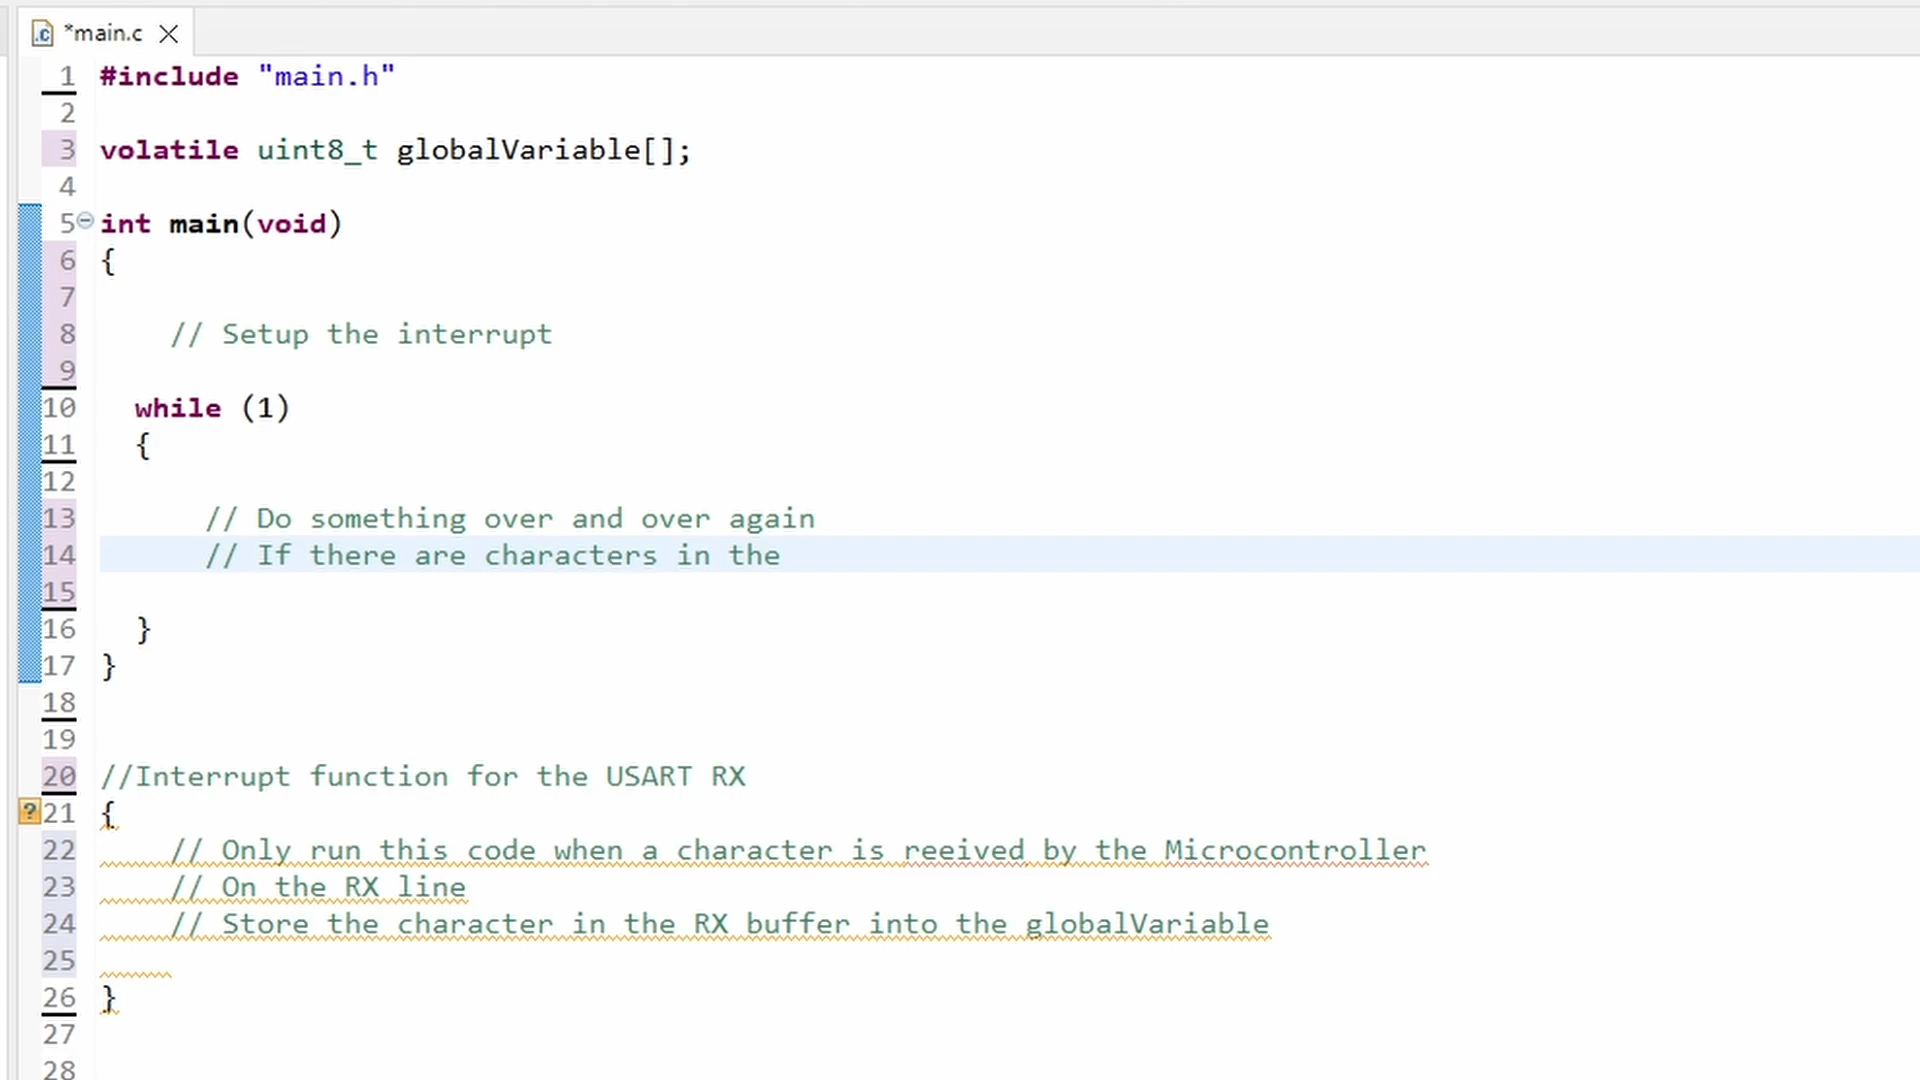 *main.c
1 #include "main.h"
2
3 volatile uint8_t globalVariable[];
4
5 int main(void)
6 {
7
8 // Setup the interrupt
9
10 while (1)
11 {
12
13 // Do something over and over again
14 // If there are characters in the
15
16 }
17 }
18
19
20 //Interrupt function for the USART RX
21 {
22 // Only run this code when a character is reeived by the Microcontroller
23 // On the RX line
24 // Store the character in the RX buffer into the globalVariable
25
26 }
27
28